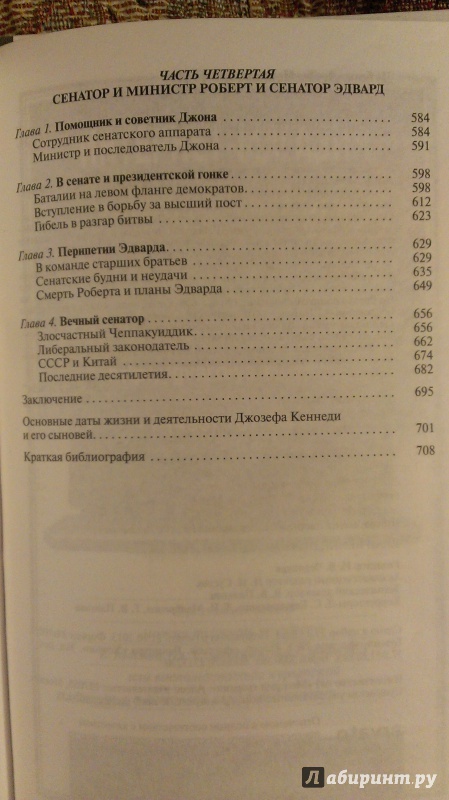 ЧАСТЬ ЧЕТВЕРТАЯ
СЕНАТОР И МИНИСТР РОБЕРТ И СЕНАТОР ЭДВАРД
Глава 1. Помощник и советник Джона 584
Сотрудник сенатского аппарата 584
Министр и последователь Джона 591
Глава 2. В сенате и президентской гонке 598
Баталии на левом фланге демократов 598
Вступление в борьбу за высший пост 612
Гибель в разгар битвы 623
Глава 3. Перипетии Эдварда 629
В команде старших братьев 629
Сенатские будни и неудачи 635
Смерть Роберта и планы Эдварда 649
Глава 4. Вечный сенатор 656
Злосчастный Чеппакуиддик 656
Либеральный законодатель 662
СССР и Китай 674
Последние десятилетия 682
Заключение 695
Основные даты жизни и деятельности Джозефа Кеннеди
и его сыновей 701
Краткая библиография 708
Лабиринт.ру